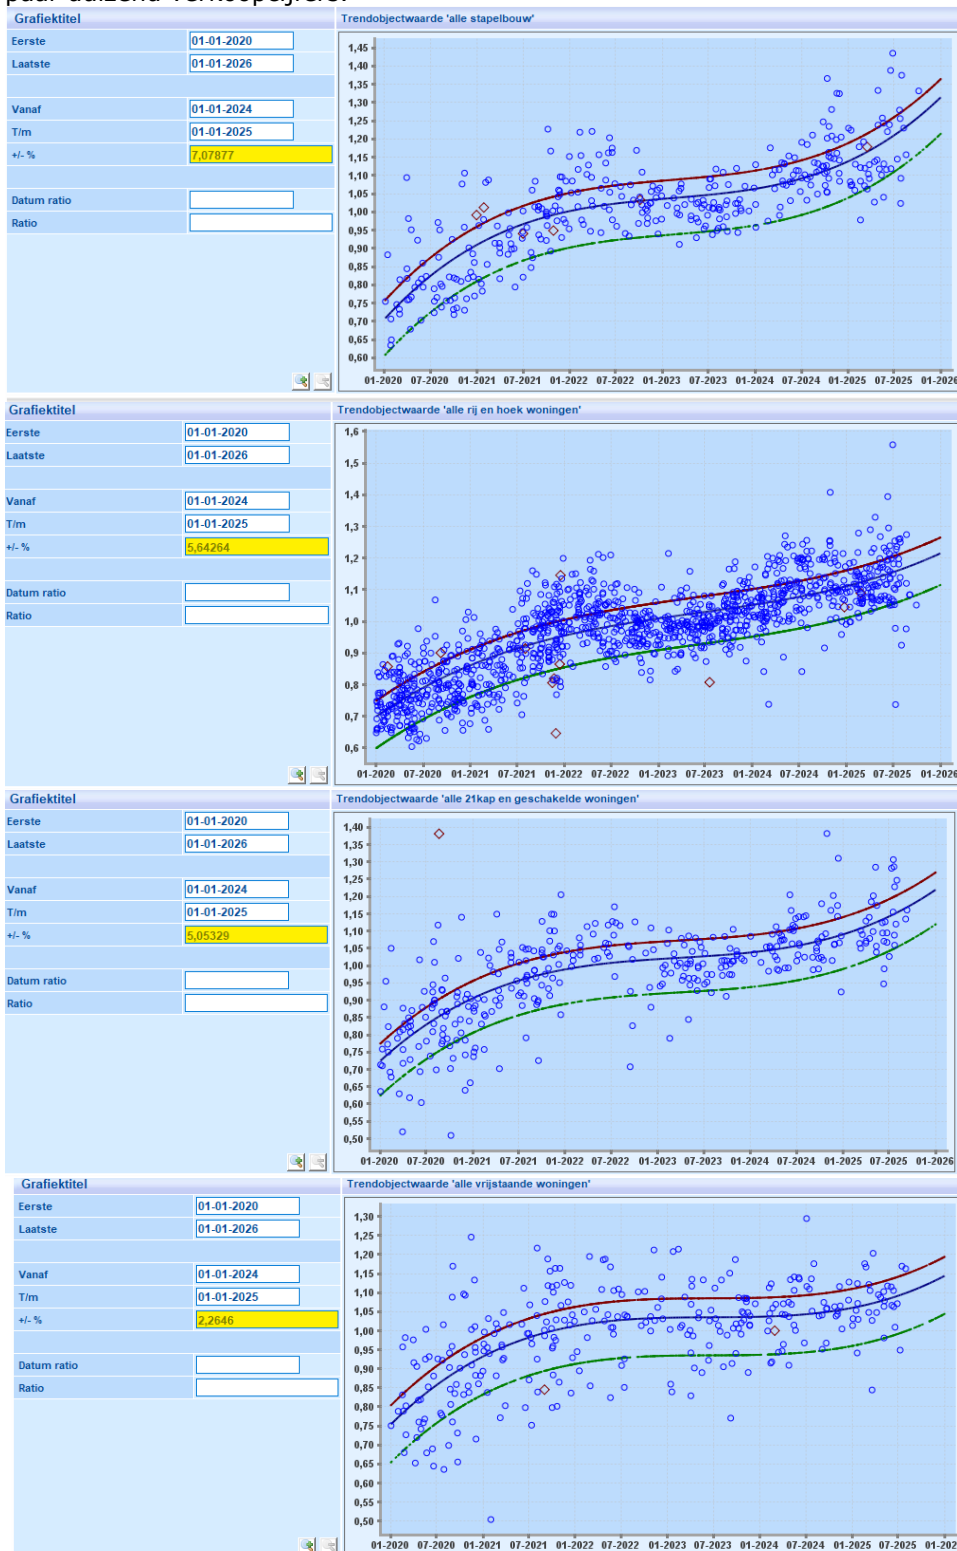 Grafiektitel
Trendobjectwaarde 'alle stapelbouw'
Eerste 01-01-2020
Laatste 01-01-2026
Vanaf 01-01-2024
T/m 01-01-2025
+/- % 7,07877
Datum ratio
Ratio
1,45
1,40
1,35
1,30
1,25
1,20
1,15
1,10
1,05
1,00
0,95
0,90
0,85
0,80
0,75
0,70
0,65
0,60
01-2020 07-2020 01-2021 07-2021 01-2022 07-2022 01-2023 07-2023 01-2024 07-2024 01-2025 07-2025 01-2026
Grafiektitel
Trendobjectwaarde 'alle rij en hoek woningen'
Eerste 01-01-2020
Laatste 01-01-2026
Vanaf 01-01-2024
T/m 01-01-2025
+/- % 5,64264
Datum ratio
Ratio
1,6
1,5
1,4
1,3
1,2
1,1
1,0
0,9
0,8
0,7
0,6
01-2020 07-2020 01-2021 07-2021 01-2022 07-2022 01-2023 07-2023 01-2024 07-2024 01-2025 07-2025 01-2026
Grafiektitel
Trendobjectwaarde 'alle 21kap en geschakelde woningen'
Eerste 01-01-2020
Laatste 01-01-2026
Vanaf 01-01-2024
T/m 01-01-2025
+/- % 5,05329
Datum ratio
Ratio
1,40
1,35
1,30
1,25
1,20
1,15
1,10
1,05
1,00
0,95
0,90
0,85
0,80
0,75
0,70
0,65
0,60
0,55
0,50
01-2020 07-2020 01-2021 07-2021 01-2022 07-2022 01-2023 07-2023 01-2024 07-2024 01-2025 07-2025 01-2026
Grafiektitel
Trendobjectwaarde 'alle vrijstaande woningen'
Eerste 01-01-2020
Laatste 01-01-2026
Vanaf 01-01-2024
T/m 01-01-2025
+/- % 2,2646
Datum ratio
Ratio
1,30
1,25
1,20
1,15
1,10
1,05
1,00
0,95
0,90
0,85
0,80
0,75
0,70
0,65
0,60
0,55
0,50
01-2020 07-2020 01-2021 07-2021 01-2022 07-2022 01-2023 07-2023 01-2024 07-2024 01-2025 07-2025 01-202